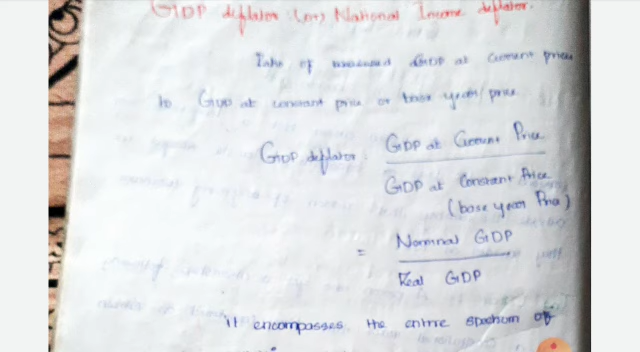 GDP deflator (or) National Income deflator.
of measured GDP at Current prices
to GDP at constant price or base year price
GDP deflator : GDP at Current Price
GDP at Constant Price
(base year Price)
= Nominal GDP
Real GDP
it encompasses the entire spectrum of